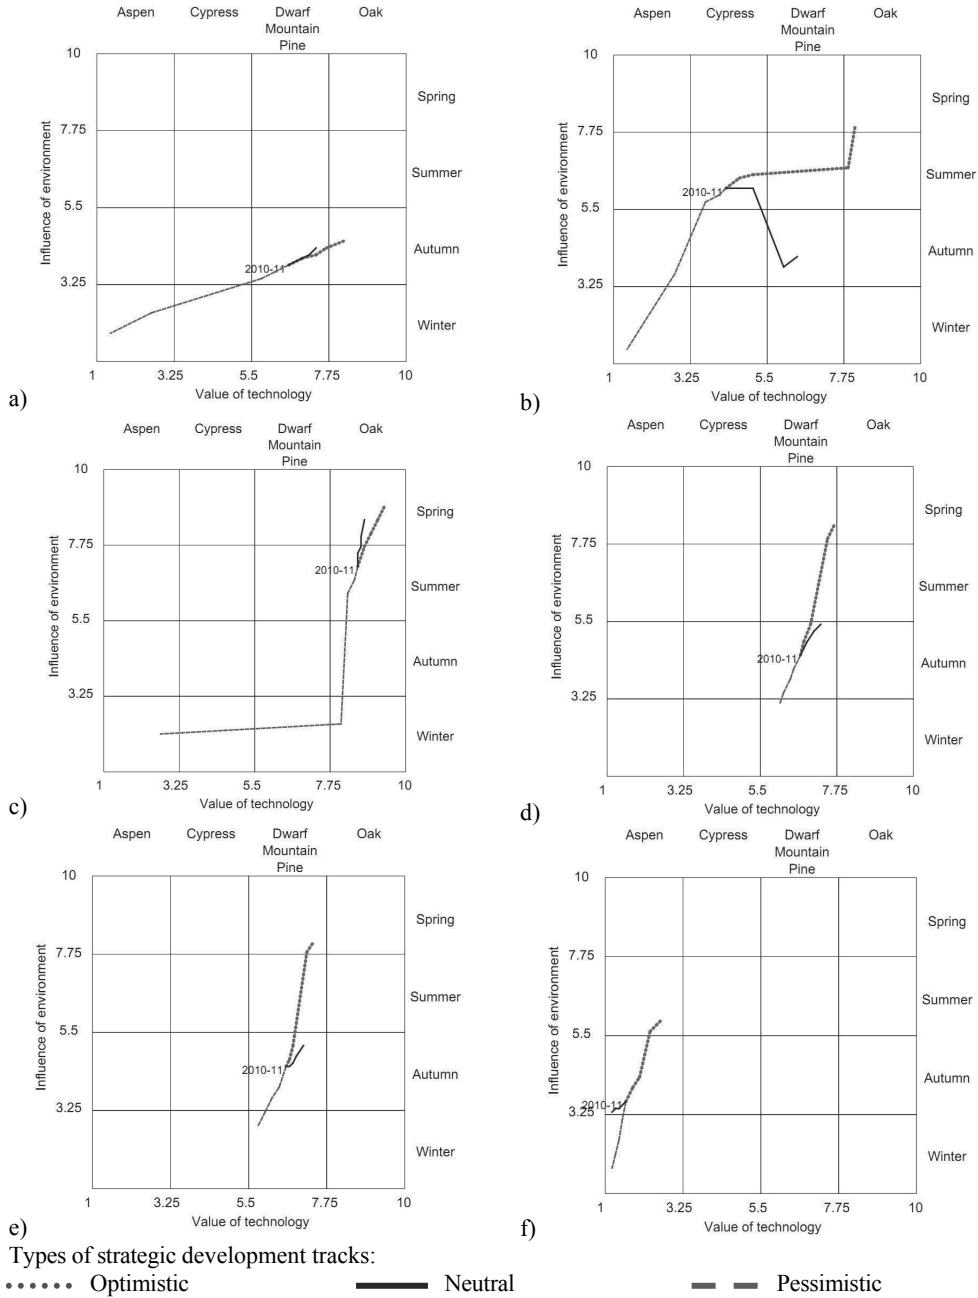 Aspen Cypress Dwarf Mountain Pine Oak
10
Spring
7.75
Summer
5.5
Autumn
2010-11
3.25
Winter
Influence of environment
1 3.25 5.5 7.75 10
Value of technology
a)
Aspen Cypress Dwarf Mountain Pine Oak
10
Spring
7.75
Summer
2010-11
5.5
Autumn
3.25
Winter
Influence of environment
1 3.25 5.5 7.75 10
Value of technology
b)
Aspen Cypress Dwarf Mountain Pine Oak
10
Spring
7.75
2010-11
Summer
5.5
Autumn
3.25
Winter
Influence of environment
1 3.25 5.5 7.75 10
Value of technology
c)
Aspen Cypress Dwarf Mountain Pine Oak
10
Spring
7.75
Summer
5.5
2010-11
Autumn
3.25
Winter
Influence of environment
1 3.25 5.5 7.75 10
Value of technology
d)
Aspen Cypress Dwarf Mountain Pine Oak
10
Spring
7.75
Summer
5.5
2010-11
Autumn
3.25
Winter
Influence of environment
1 3.25 5.5 7.75 10
Value of technology
e)
Aspen Cypress Dwarf Mountain Pine Oak
10
Spring
7.75
Summer
5.5
Autumn
2010-11
3.25
Winter
Influence of environment
1 3.25 5.5 7.75 10
Value of technology
f)
Types of strategic development tracks:
Optimistic Neutral Pessimistic